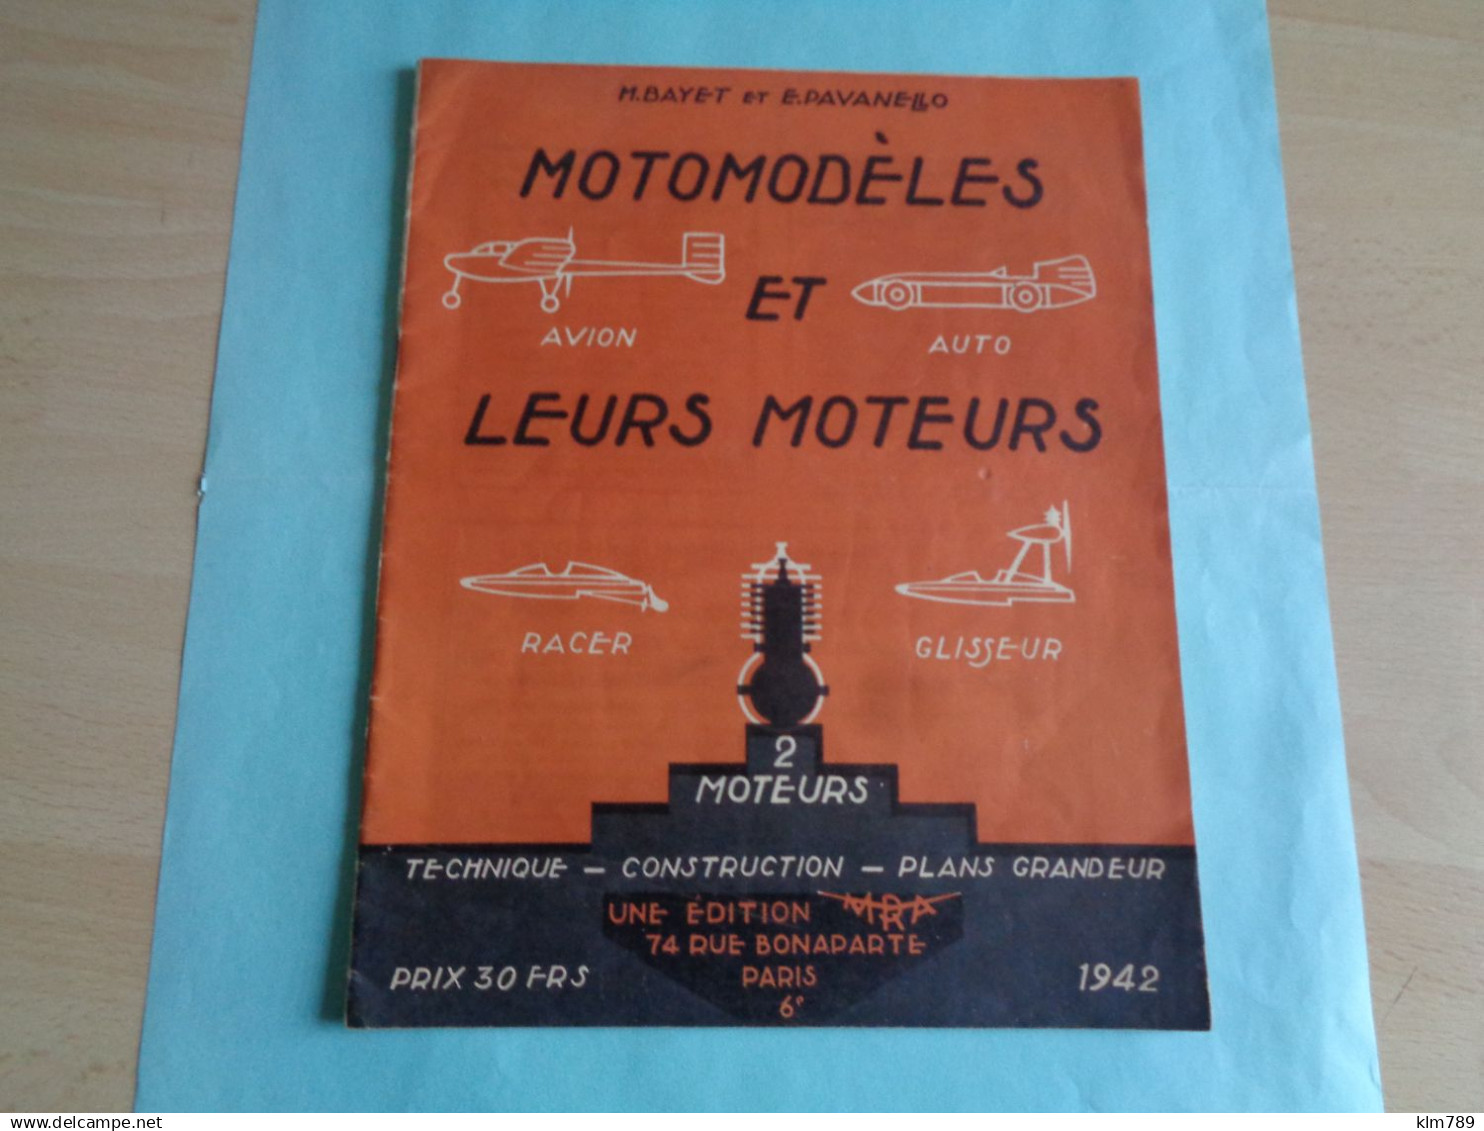 M.BAYET ET E.PAVANELLO
MOTOMODÈLES
ET
AVION
AUTO
LEURS MOTEURS
RACER
GLISSEUR
2
MOTEURS
TECHNIQUE — CONSTRUCTION — PLANS GRANDEUR
UNE ÉDITION MRA
74 RUE BONAPARTE
PARIS
6e
PRIX 30 FRS
1942
delcampe.net
klm789